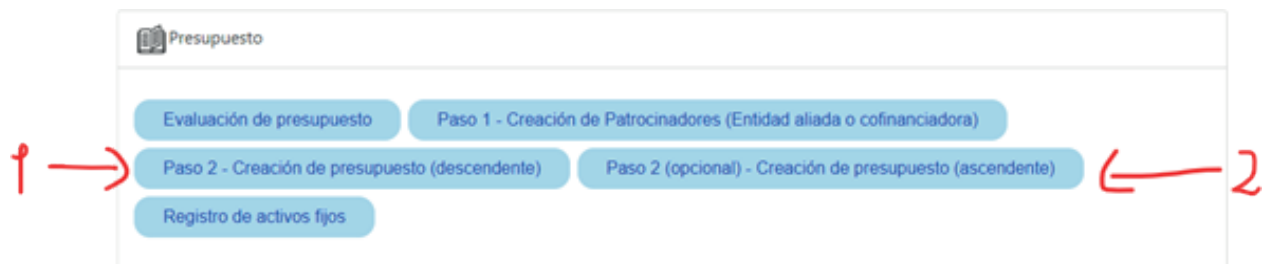 Presupuesto
Evaluación de presupuesto Paso 1 - Creación de Patrocinadores (Entidad aliada o cofinanciadora)
1 Paso 2 - Creación de presupuesto (descendente) Paso 2 (opcional) - Creación de presupuesto (ascendente) 2
Registro de activos fijos